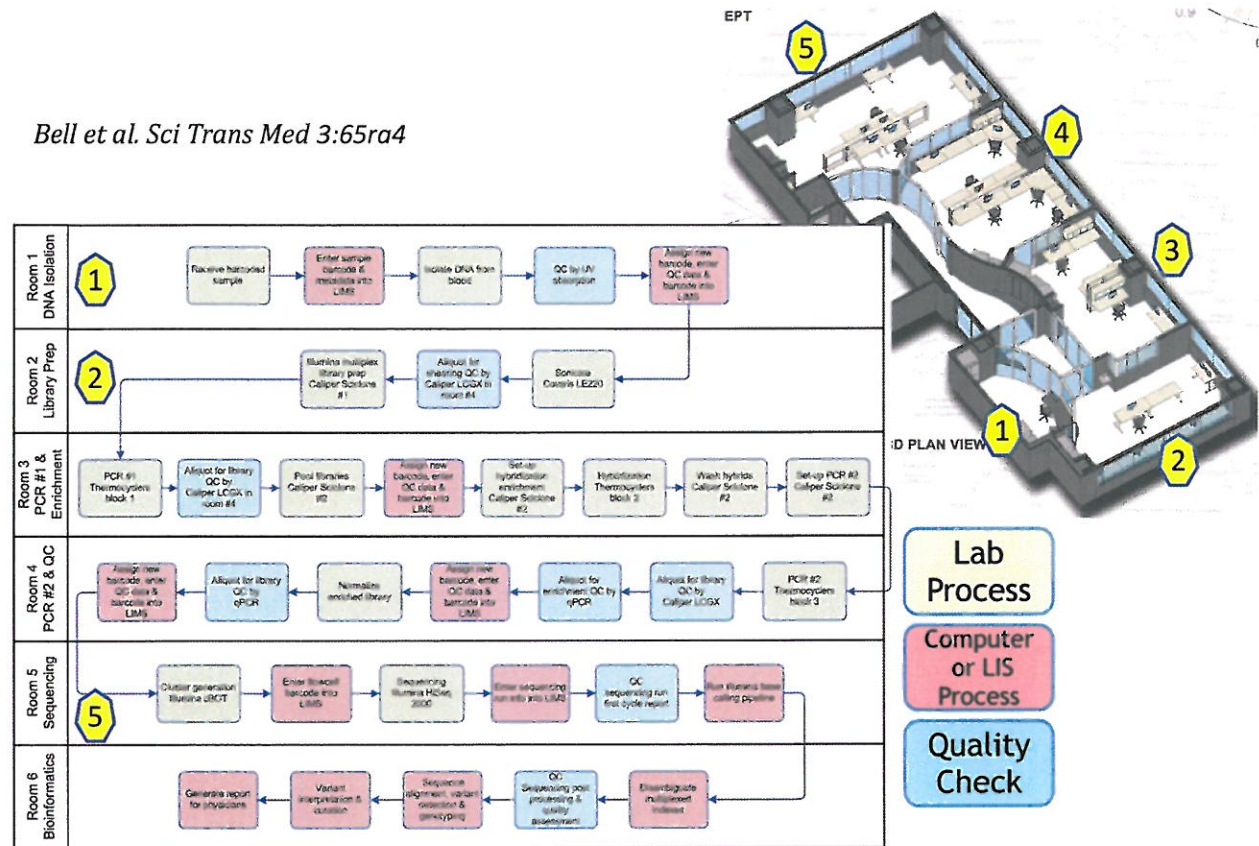 EPT
5
4
3
1
2
3D PLAN VIEW
Bell et al. Sci Trans Med 3:65ra4
Room 1
DNA Isolation
1
Receive barcoded
sample
Enter sample
barcode &
metadata into
LIMS
Isolate DNA from
blood
QC by UV
absorption
Assign new
barcode, enter
QC data &
barcode into
LIMS
Room 2
Library Prep
2
Illumina multiplex
library prep
Caliper Sciclone
#1
Aliquot for
shearing QC by
Caliper LCGX in
room #4
Sonicate
Covaris LE220
Room 3
PCR #1 &
Enrichment
PCR #1
Thermocyclers
block 1
Aliquot for library
QC by
Caliper LCGX in
room #4
Pool libraries
Caliper Sciclone
#2
Assign new
barcode, enter
QC data &
barcode into
LIMS
Set-up
hybridization
enrichment
Caliper Sciclone
#2
Hybridization
Thermocyclers
block 2
Wash hybrids
Caliper Sciclone
#2
Set-up PCR #2
Caliper Sciclone
#2
Room 4
PCR #2 & QC
Assign new
barcode, enter
QC data &
barcode into
LIMS
Aliquot for library
QC by
qPCR
Normalize
enriched library
Assign new
barcode, enter
QC data &
barcode into
LIMS
Aliquot for
enrichment QC by
qPCR
Aliquot for library
QC by
Caliper LCGX
PCR #2
Thermocyclers
block 3
Room 5
Sequencing
5
Cluster generation
Illumina cBOT
Enter flowcell
barcode into
LIMS
Sequencing
Illumina HiSeq
2000
Enter sequencing
run info into LIMS
QC
sequencing run
first cycle report
Run Illumina base
calling pipeline
Room 6
Bioinformatics
Generate report
for physicians
Variant
interpretation &
curation
Sequence
alignment, variant
detection &
genotyping
QC
Sequencing post
processing &
quality
assessment
Disambiguate
multiplexed
indexes
Lab
Process
Computer
or LIS
Process
Quality
Check